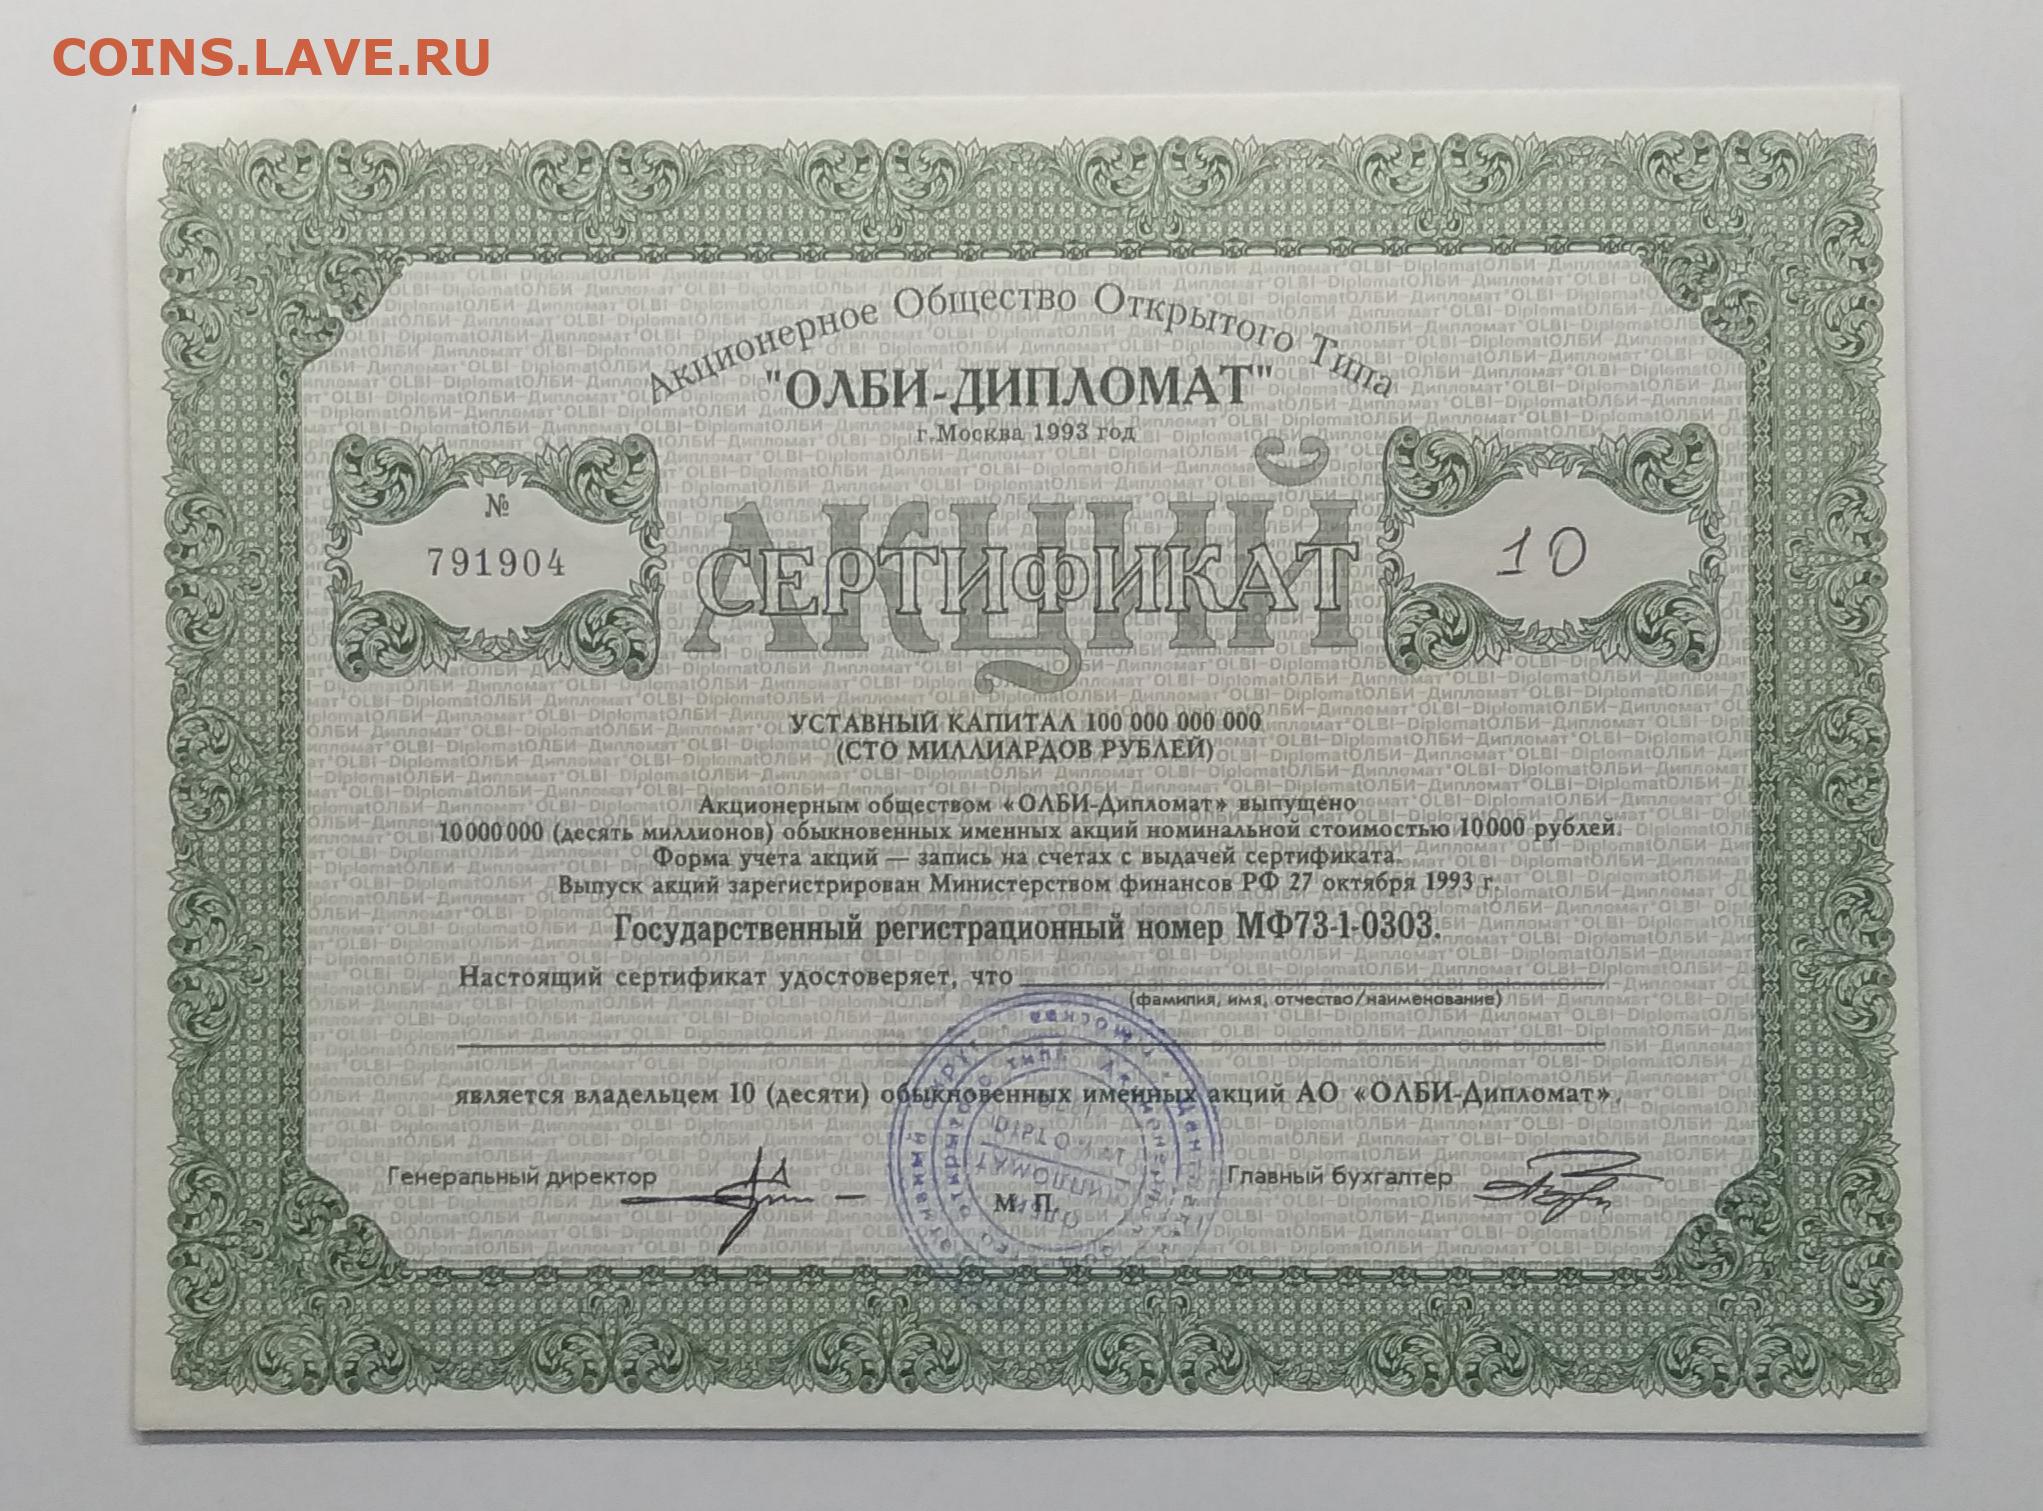 COINS.LAVE.RU
Акционерное Общество Открытого Типа
"ОЛБИ-ДИПЛОМАТ"
г.Москва 1993 год
№
791904
СЕРТИФИКАТ
АКЦИЙ
10
УСТАВНЫЙ КАПИТАЛ 100 000 000 000
(СТО МИЛЛИАРДОВ РУБЛЕЙ)
Акционерным обществом «ОЛБИ-Дипломат» выпущено
10 000 000 (десять миллионов) обыкновенных именных акций номинальной стоимостью 10 000 рублей.
Форма учета акций — запись на счетах с выдачей сертификата.
Выпуск акций зарегистрирован Министерством финансов РФ 27 октября 1993 г.
Государственный регистрационный номер МФ73-1-0303.
Настоящий сертификат удостоверяет, что
(фамилия, имя, отчество/наименование)
является владельцем 10 (десяти) обыкновенных именных акций АО «ОЛБИ-Дипломат».
Генеральный директор
М. П.
Главный бухгалтер